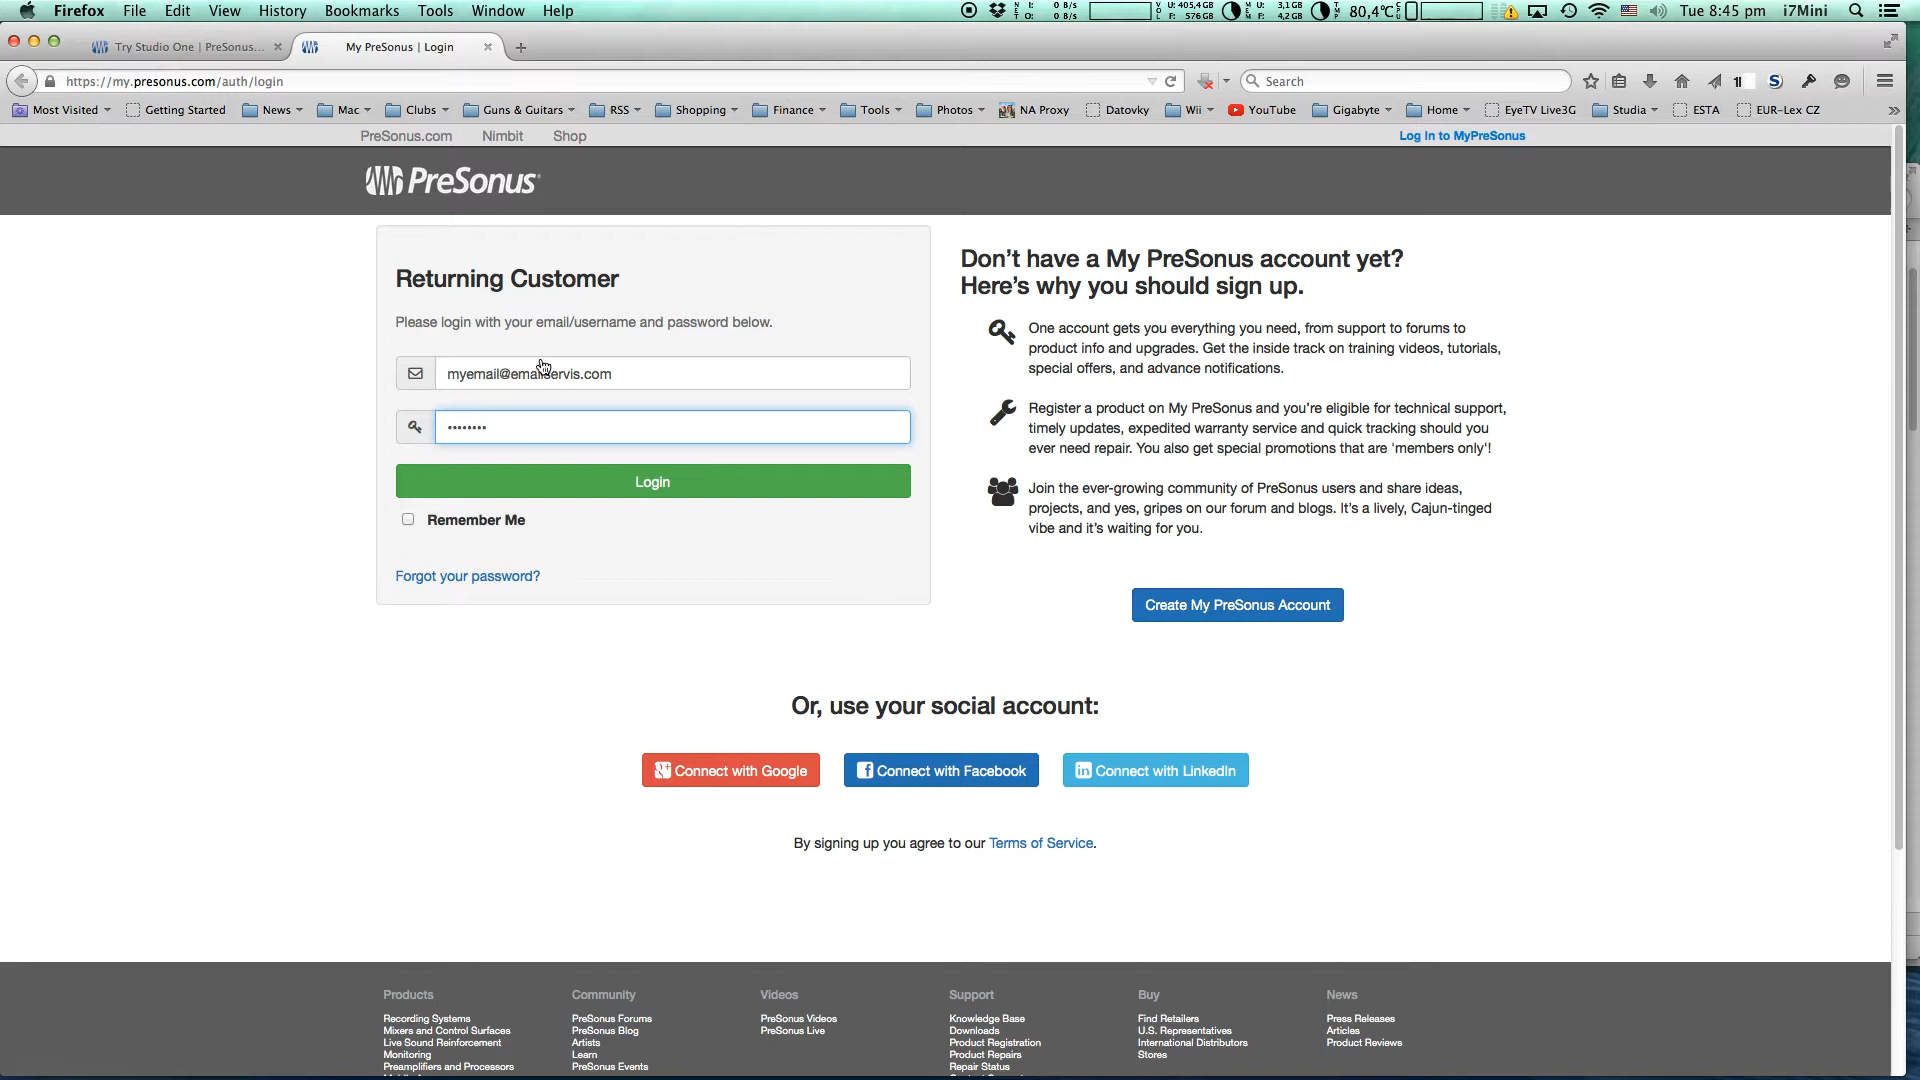 Firefox File Edit View History Bookmarks Tools Window Help
I: 0 B/s
O: 0 B/s
U: 405,4GB
F: 576GB
U: 3,1GB
F: 4,2GB
80,4°C
Tue 8:45 pm i7Mini
Try Studio One | PreSonus...
My PreSonus | Login
https://my.presonus.com/auth/login
Search
Most Visited Getting Started News Mac Clubs Guns & Guitars RSS Shopping Finance Tools Photos NA Proxy Datovky Wii YouTube Gigabyte Home EyeTV Live3G Studia ESTA EUR-Lex CZ
PreSonus.com Nimbit Shop
Log In to MyPreSonus
PreSonus
Returning Customer
Please login with your email/username and password below.
myemail@emailservis.com
••••••••
Login
Remember Me
Forgot your password?
Don't have a My PreSonus account yet?
Here's why you should sign up.
One account gets you everything you need, from support to forums to
product info and upgrades. Get the inside track on training videos, tutorials,
special offers, and advance notifications.
Register a product on My PreSonus and you're eligible for technical support,
timely updates, expedited warranty service and quick tracking should you
ever need repair. You also get special promotions that are 'members only'!
Join the ever-growing community of PreSonus users and share ideas,
projects, and yes, gripes on our forum and blogs. It's a lively, Cajun-tinged
vibe and it's waiting for you.
Create My PreSonus Account
Or, use your social account:
Connect with Google
Connect with Facebook
Connect with LinkedIn
By signing up you agree to our Terms of Service.
Products
Recording Systems
Mixers and Control Surfaces
Live Sound Reinforcement
Monitoring
Preamplifiers and Processors
Community
PreSonus Forums
PreSonus Blog
Artists
Learn
PreSonus Events
Videos
PreSonus Videos
PreSonus Live
Support
Knowledge Base
Downloads
Product Registration
Product Repairs
Repair Status
Buy
Find Retailers
U.S. Representatives
International Distributors
Stores
News
Press Releases
Articles
Product Reviews